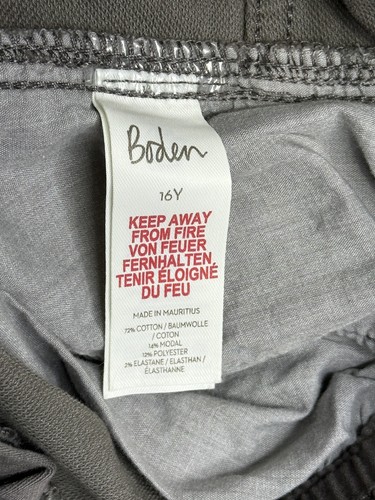 Boden
16Y
KEEP AWAY
FROM FIRE
VON FEUER
FERNHALTEN.
TENIR ÉLOIGNÉ
DU FEU
MADE IN MAURITIUS
72% COTTON / BAUMWOLLE
/ COTON
14% MODAL
12% POLYESTER
2% ELASTANE / ELASTHAN /
ÉLASTHANNE